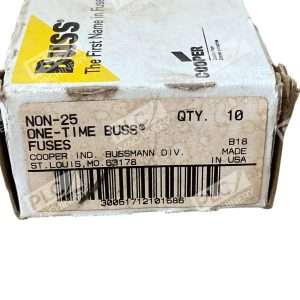 BUSS
The First Name in Fuses
COOPER
NON-25 QTY. 10
ONE-TIME BUSS®
FUSES B18
COOPER IND. BUSSMANN DIV. MADE
ST. LOUIS, MO. 63178 IN USA